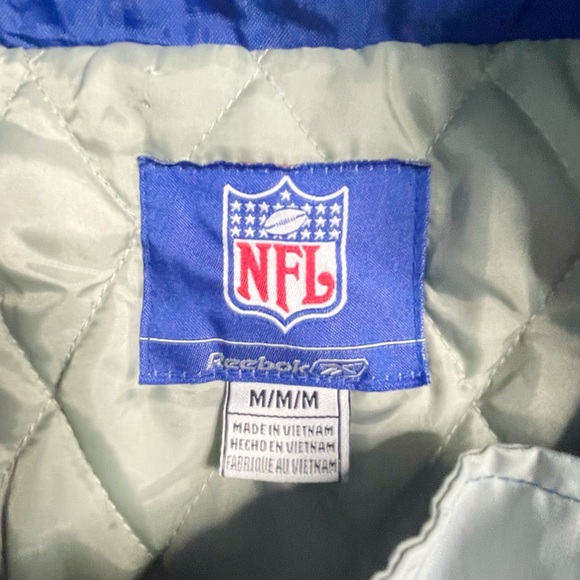 NFL
Reebok
M/M/M
MADE IN VIETNAM
HECHO EN VIETNAM
FABRIQUE AU VIETNAM